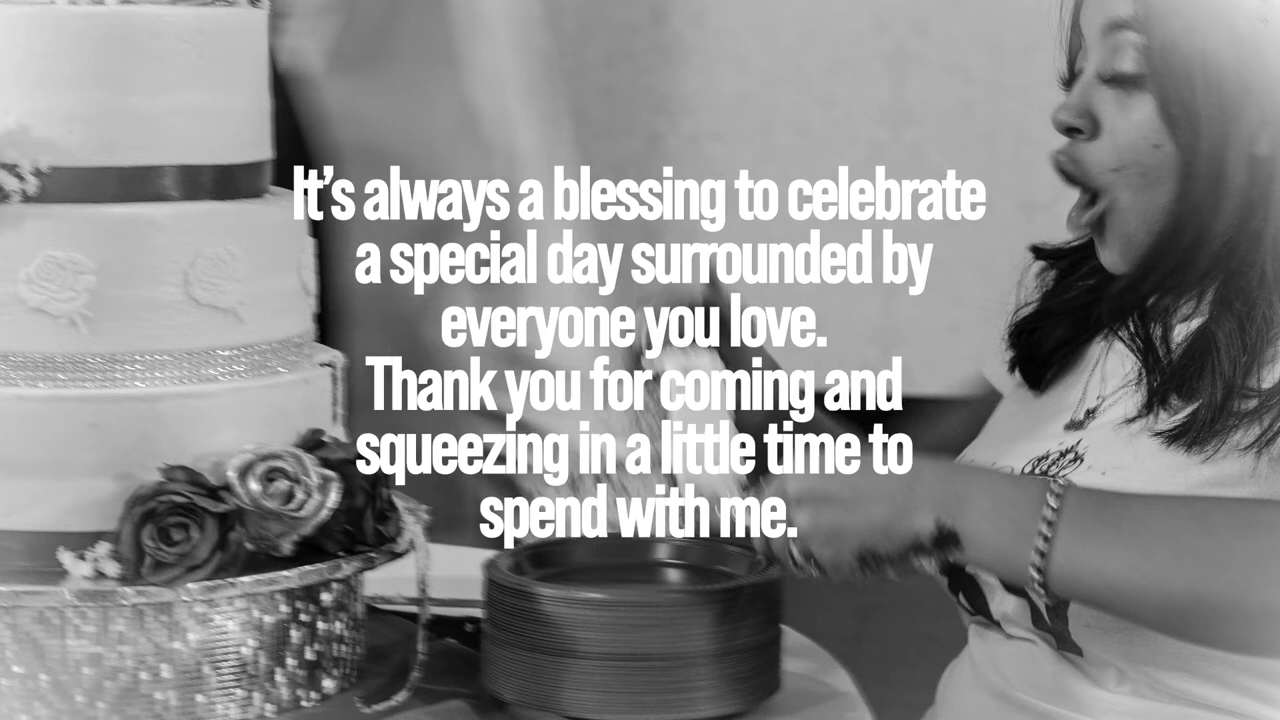 It's always a blessing to celebrate
a special day surrounded by
everyone you love.
Thank you for coming and
squeezing in a little time to
spend with me.